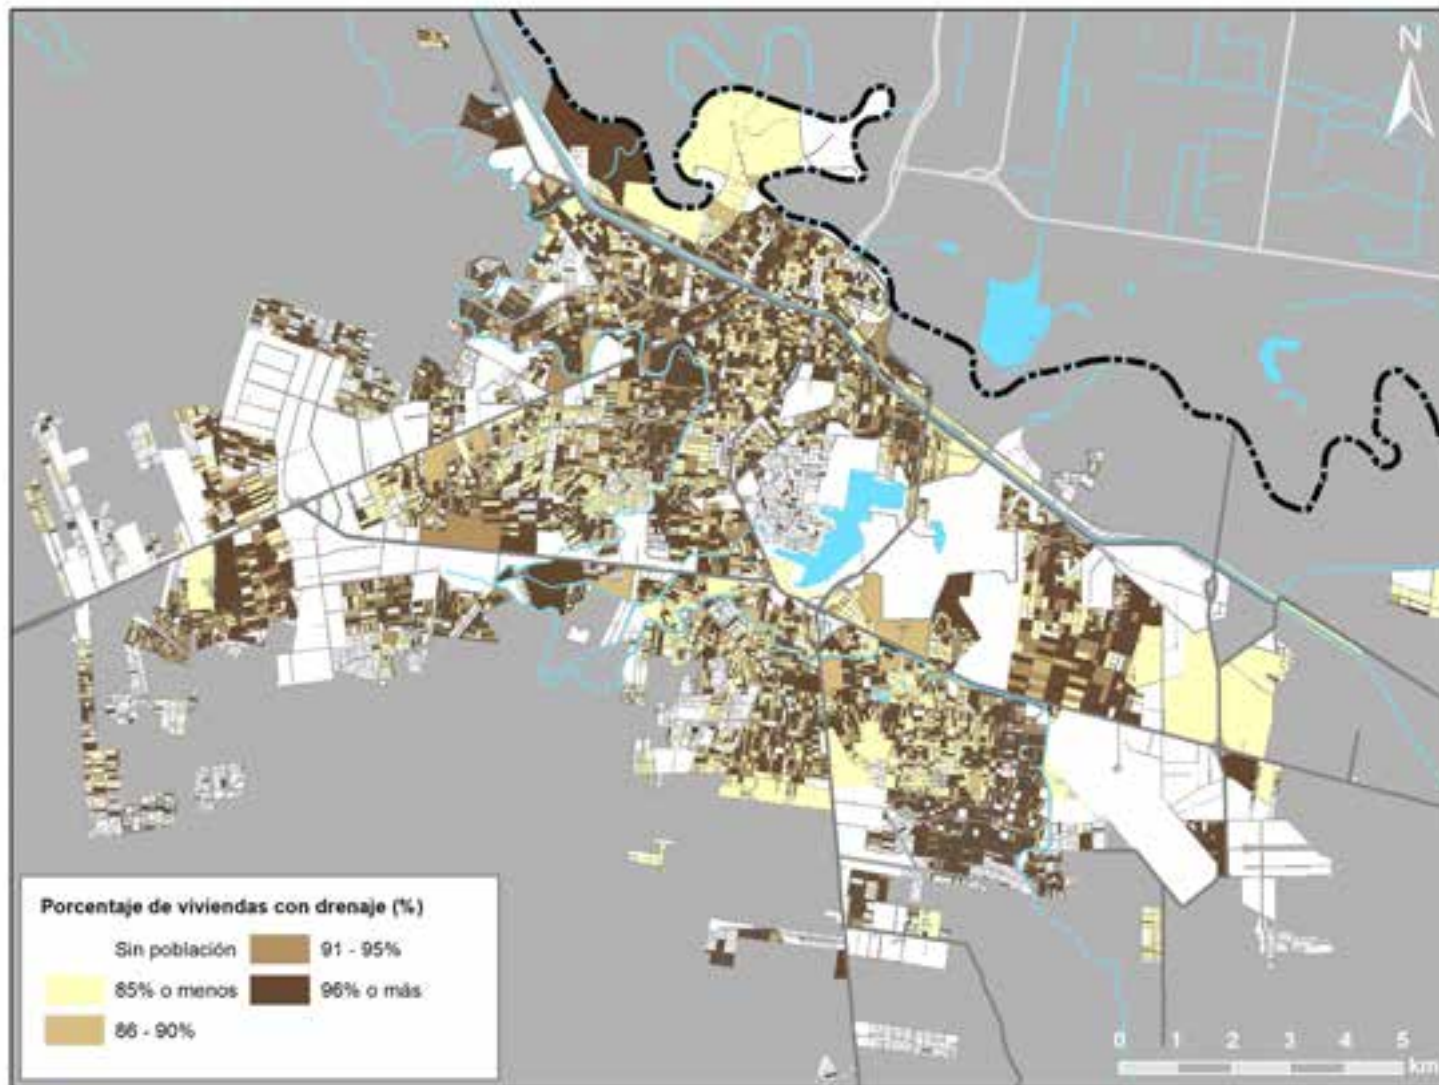 N
Porcentaje de viviendas con drenaje (%)
Sin población
91 - 95%
85% o menos
96% o más
86 - 90%
0 1 2 3 4 5
km